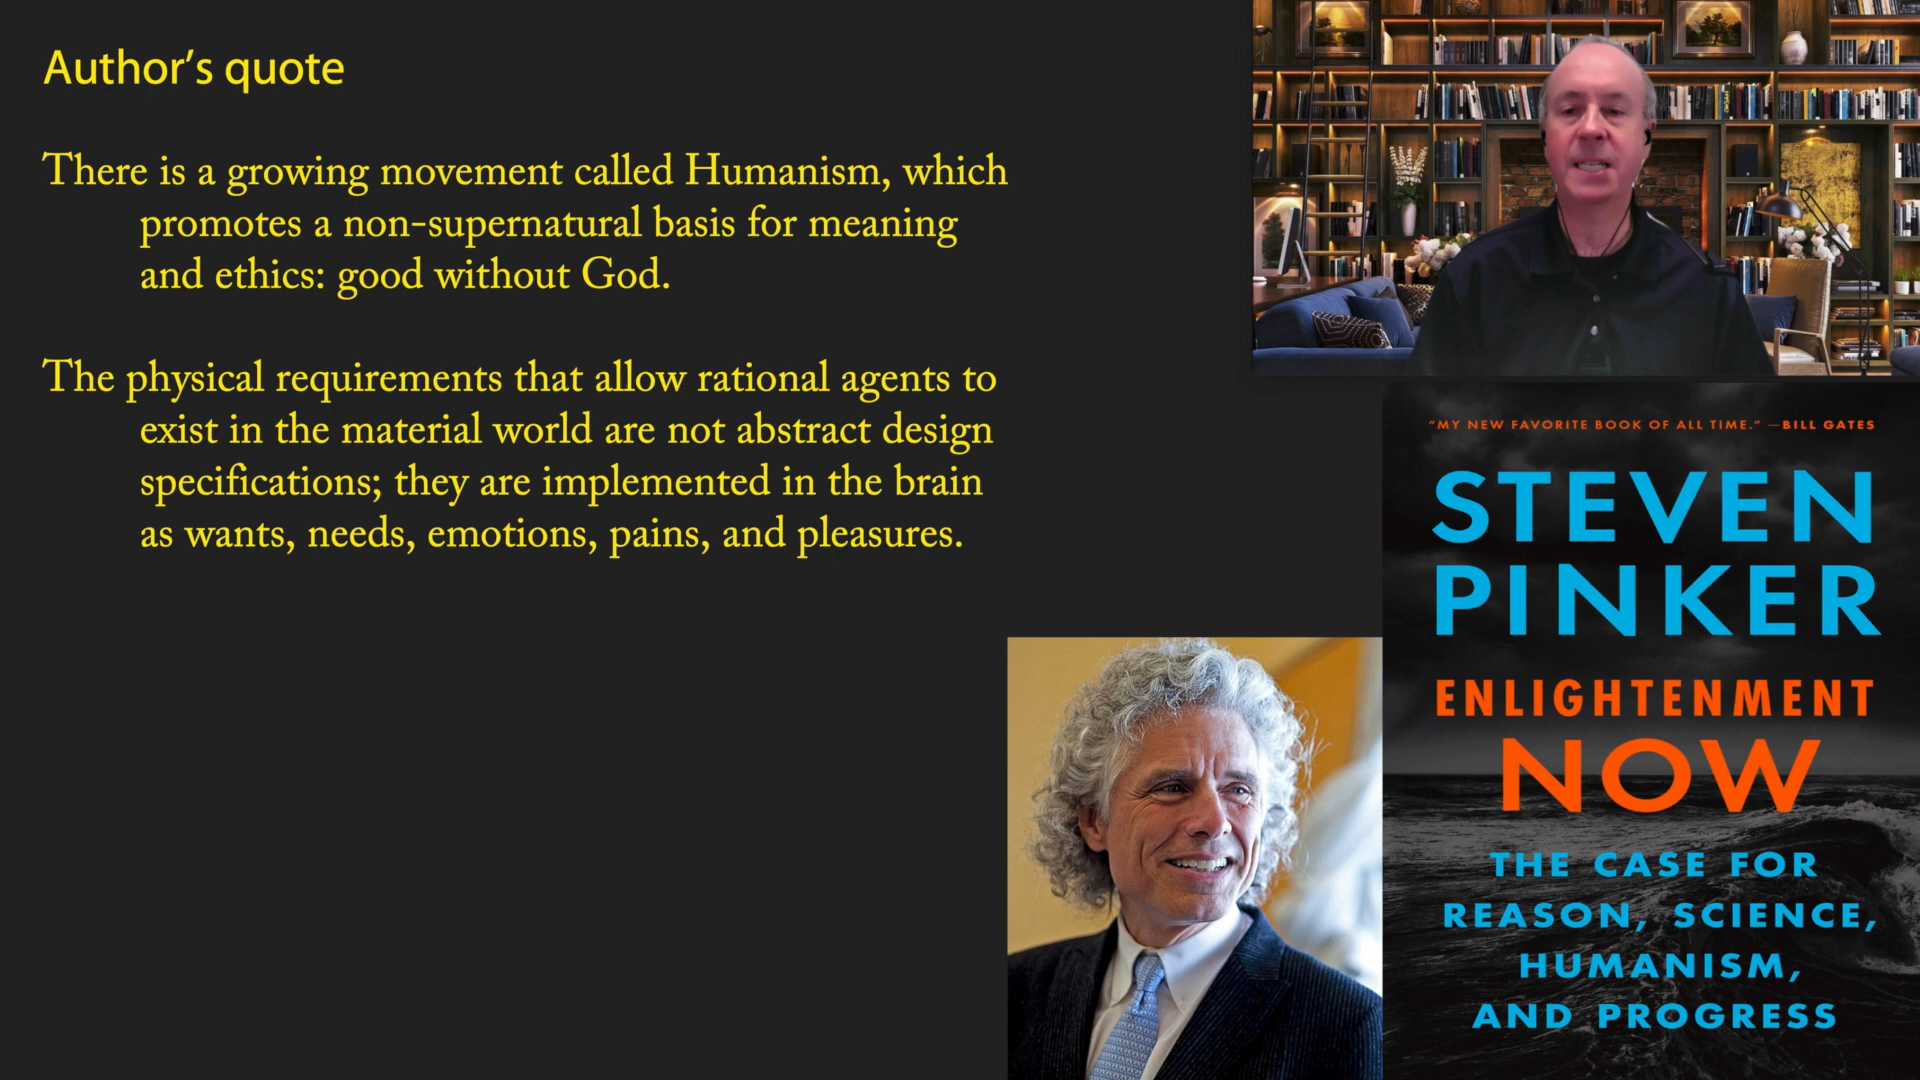 Author’s quote
There is a growing movement called Humanism, which
promotes a non-supernatural basis for meaning
and ethics: good without God.
The physical requirements that allow rational agents to
exist in the material world are not abstract design
specifications; they are implemented in the brain
as wants, needs, emotions, pains, and pleasures.
“MY NEW FAVORITE BOOK OF ALL TIME.” —BILL GATES
STEVEN
PINKER
ENLIGHTENMENT
NOW
THE CASE FOR
REASON, SCIENCE,
HUMANISM,
AND PROGRESS